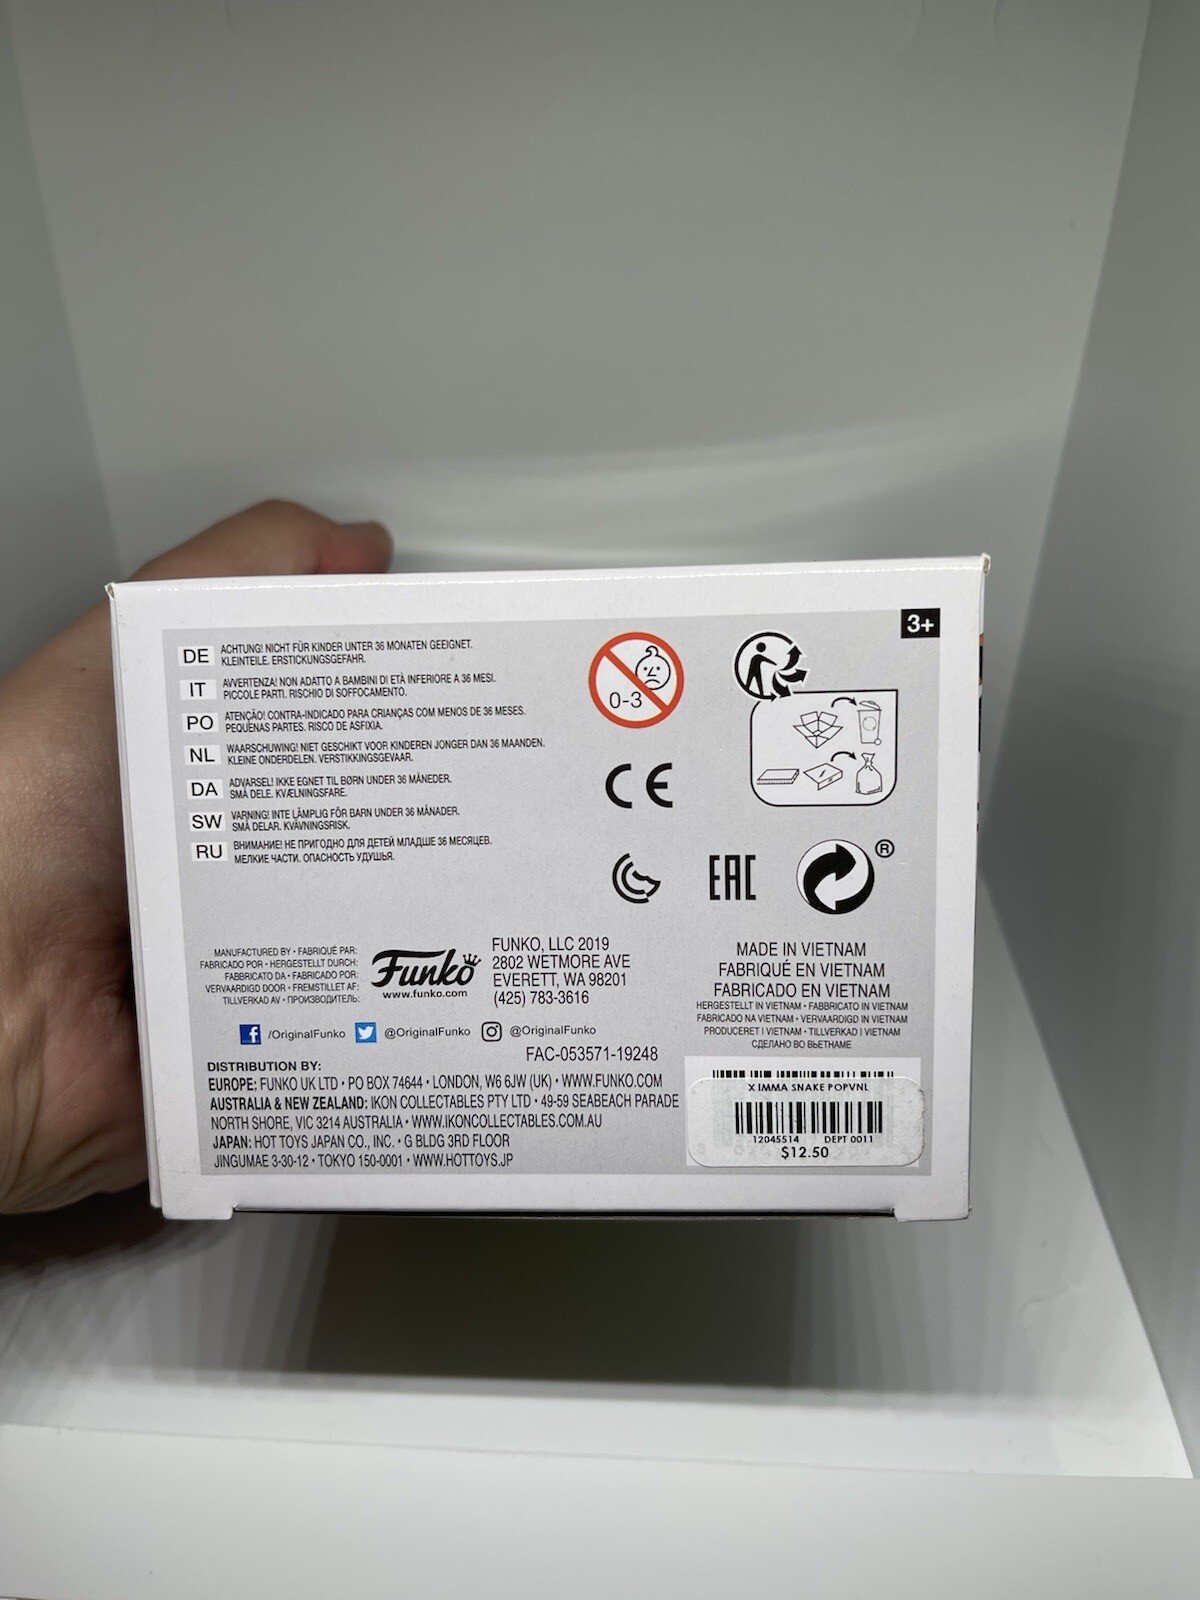 3+
DE
ACHTUNG! NICHT FÜR KINDER UNTER 36 MONATEN GEEIGNET.
KLEINTEILE. ERSTICKUNGSGEFAHR.
IT
AVVERTENZA! NON ADATTO A BAMBINI DI ETÀ INFERIORE A 36 MESI.
PICCOLE PARTI. RISCHIO DI SOFFOCAMENTO.
PO
ATENÇÃO! CONTRA-INDICADO PARA CRIANÇAS COM MENOS DE 36 MESES.
PEQUENAS PARTES. RISCO DE ASFIXIA.
NL
WAARSCHUWING! NIET GESCHIKT VOOR KINDEREN JONGER DAN 36 MAANDEN.
KLEINE ONDERDELEN. VERSTIKKINGSGEVAAR.
DA
ADVARSEL! IKKE EGNET TIL BØRN UNDER 36 MÅNEDER.
SMÅ DELE. KVÆLNINGSFARE.
SW
VARNING! INTE LÄMPLIG FÖR BARN UNDER 36 MÅNADER.
SMÅ DELAR. KVÄVNINGSRISK.
RU
ВНИМАНИЕ! НЕ ПРИГОДНО ДЛЯ ДЕТЕЙ МЛАДШЕ 36 МЕСЯЦЕВ.
МЕЛКИЕ ЧАСТИ. ОПАСНОСТЬ УДУШЬЯ.
0-3
CE
EAC
®
MANUFACTURED BY • FABRIQUÉ PAR:
FABRICADO POR • HERGESTELLT DURCH:
FABBRICATO DA • FABRICADO POR:
VERVAARDIGD DOOR • FREMSTILLET AF:
TILLVERKAD AV • ПРОИЗВОДИТЕЛЬ:
Funko
www.funko.com
FUNKO, LLC 2019
2802 WETMORE AVE
EVERETT, WA 98201
(425) 783-3616
/OriginalFunko @OriginalFunko @OriginalFunko
FAC-053571-19248
DISTRIBUTION BY:
EUROPE: FUNKO UK LTD • PO BOX 74644 • LONDON, W6 6JW (UK) • WWW.FUNKO.COM
AUSTRALIA & NEW ZEALAND: IKON COLLECTABLES PTY LTD • 49-59 SEABEACH PARADE
NORTH SHORE, VIC 3214 AUSTRALIA • WWW.IKONCOLLECTABLES.COM.AU
JAPAN: HOT TOYS JAPAN CO., INC. • G BLDG 3RD FLOOR
JINGUMAE 3-30-12 • TOKYO 150-0001 • WWW.HOTTOYS.JP
MADE IN VIETNAM
FABRIQUÉ EN VIETNAM
FABRICADO EN VIETNAM
HERGESTELLT IN VIETNAM • FABBRICATO IN VIETNAM
FABRICADO NA VIETNAM • VERVAARDIGD IN VIETNAM
PRODUCERET I VIETNAM • TILLVERKAD I VIETNAM
СДЕЛАНО ВО ВЬЕТНАМЕ
X IMMA SNAKE POPVNL
12045514 DEPT 0011
$12.50